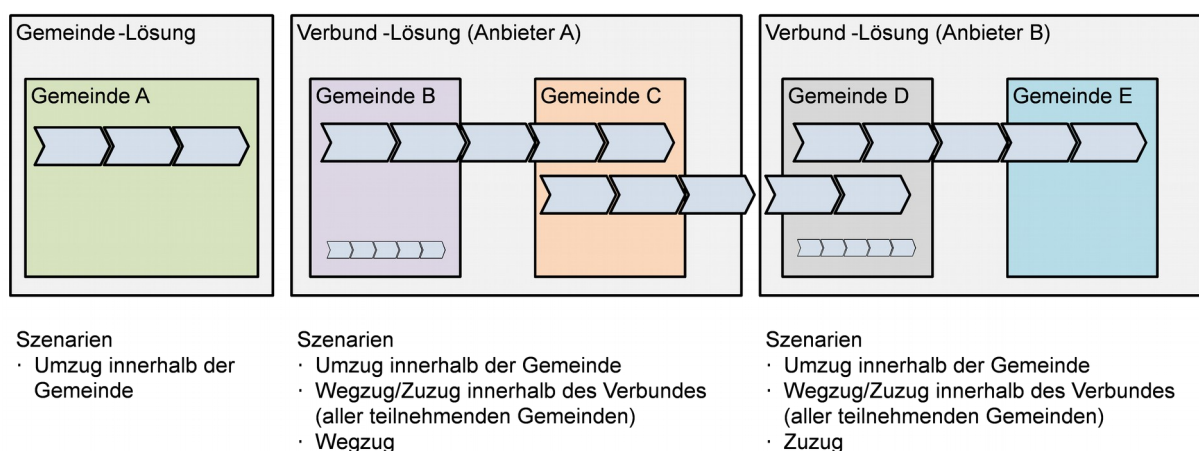 Gemeinde-Lösung
Gemeinde A
Szenarien
· Umzug innerhalb der
Gemeinde
Verbund -Lösung (Anbieter A)
Gemeinde B
Gemeinde C
Szenarien
· Umzug innerhalb der Gemeinde
· Wegzug/Zuzug innerhalb des Verbundes
(aller teilnehmenden Gemeinden)
· Wegzug
Verbund -Lösung (Anbieter B)
Gemeinde D
Gemeinde E
Szenarien
· Umzug innerhalb der Gemeinde
· Wegzug/Zuzug innerhalb des Verbundes
(aller teilnehmenden Gemeinden)
· Zuzug